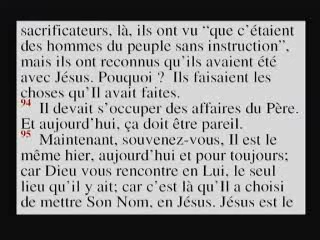 sacrificateurs, là, ils ont vu “que c’étaient
des hommes du peuple sans instruction”,
mais ils ont reconnus qu’ils avaient été
avec Jésus. Pouquoi ?  Ils faisaient les
choses qu’Il avait faites.
94  Il devait s’occuper des affaires du Père.
Et aujourd’hui, ça doit être pareil.
95  Maintenant, souvenez-vous, Il est le
même hier, aujourd’hui et pour toujours;
car Dieu vous rencontre en Lui, le seul
lieu qu’il y ait; car c’est là qu’Il a choisi
de mettre Son Nom, en Jésus. Jésus est le